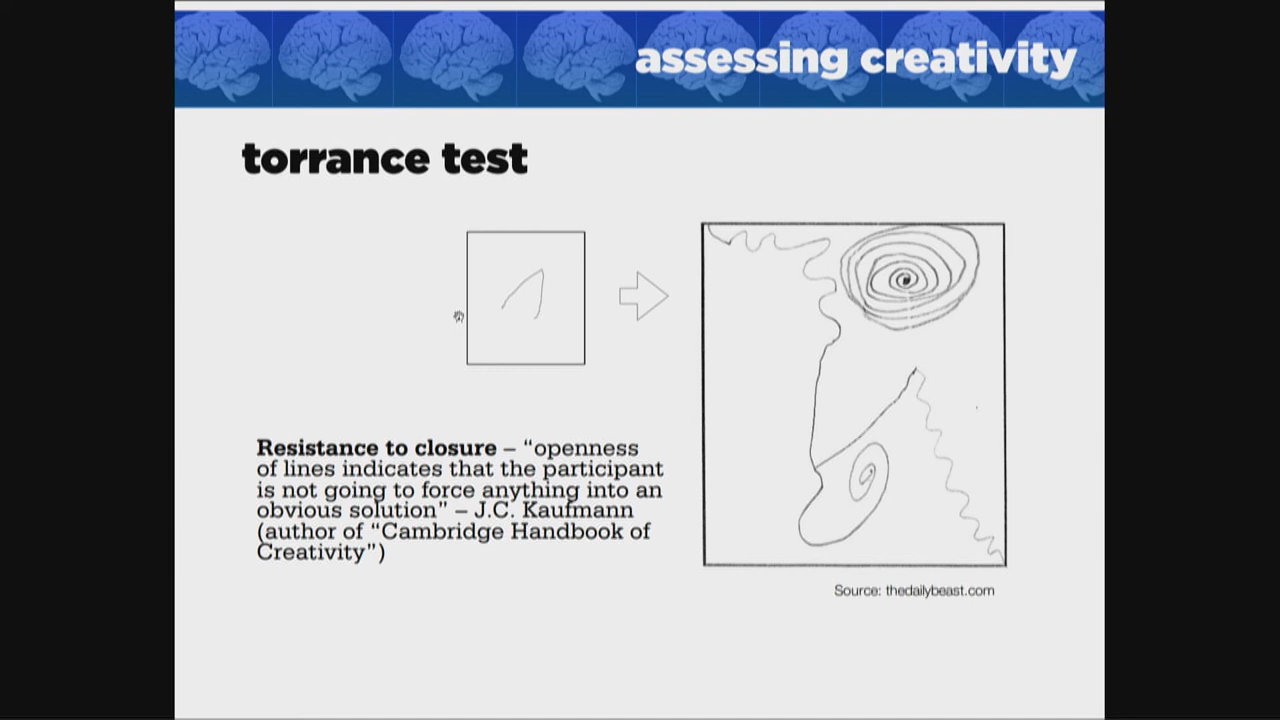 assessing creativity
torrance test
Resistance to closure – “openness
of lines indicates that the participant
is not going to force anything into an
obvious solution” – J.C. Kaufmann
(author of “Cambridge Handbook of
Creativity”)
Source: thedailybeast.com